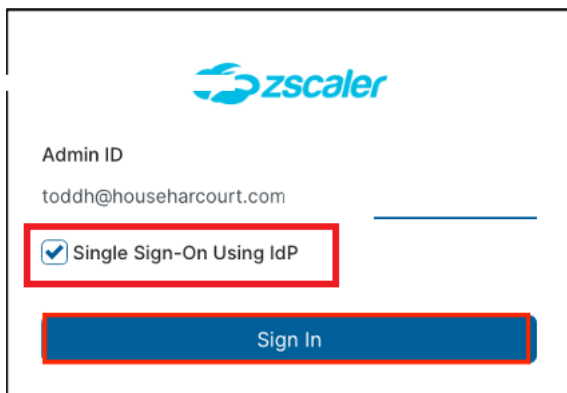 zscaler
Admin ID
toddh@househarcourt.com
Single Sign-On Using IdP
Sign In